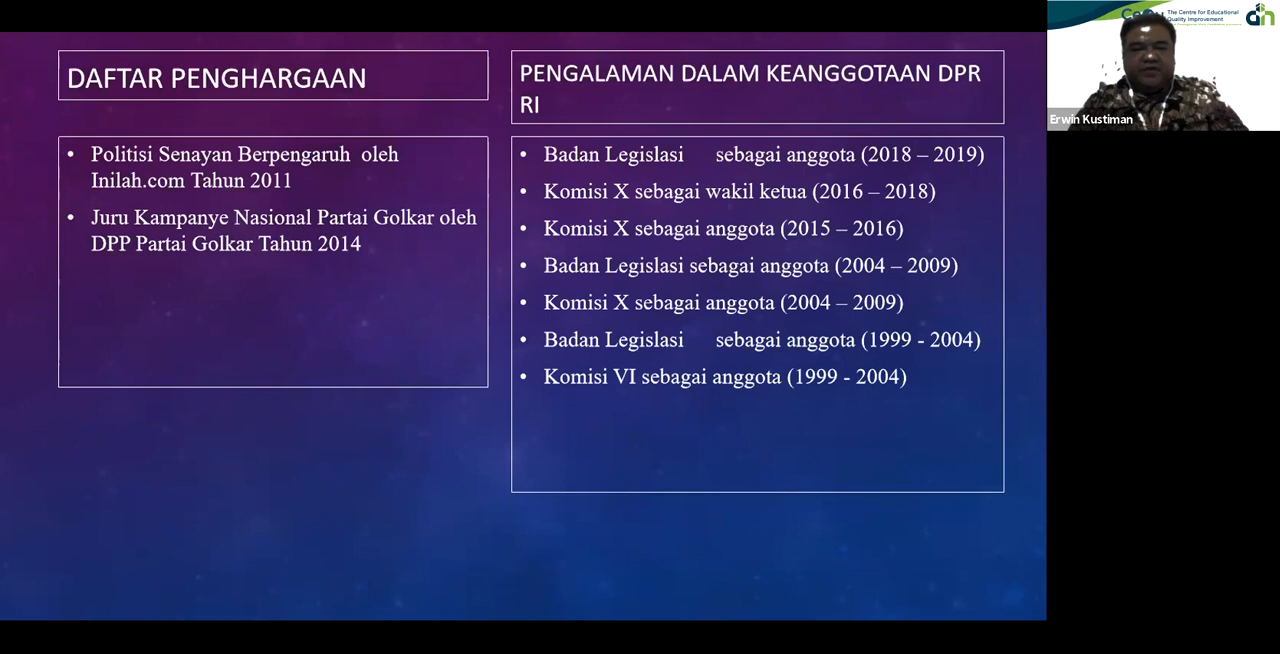 DAFTAR PENGHARGAAN
Politisi Senayan Berpengaruh oleh
Inilah.com Tahun 2011
Juru Kampanye Nasional Partai Golkar oleh
DPP Partai Golkar Tahun 2014
PENGALAMAN DALAM KEANGGOTAAN DPR
RI
Badan Legislasi sebagai anggota (2018 – 2019)
Komisi X sebagai wakil ketua (2016 – 2018)
Komisi X sebagai anggota (2015 – 2016)
Badan Legislasi sebagai anggota (2004 – 2009)
Komisi X sebagai anggota (2004 – 2009)
Badan Legislasi sebagai anggota (1999 - 2004)
Komisi VI sebagai anggota (1999 - 2004)
The Centre for Educational
Quality Improvement
Erwin Kustiman